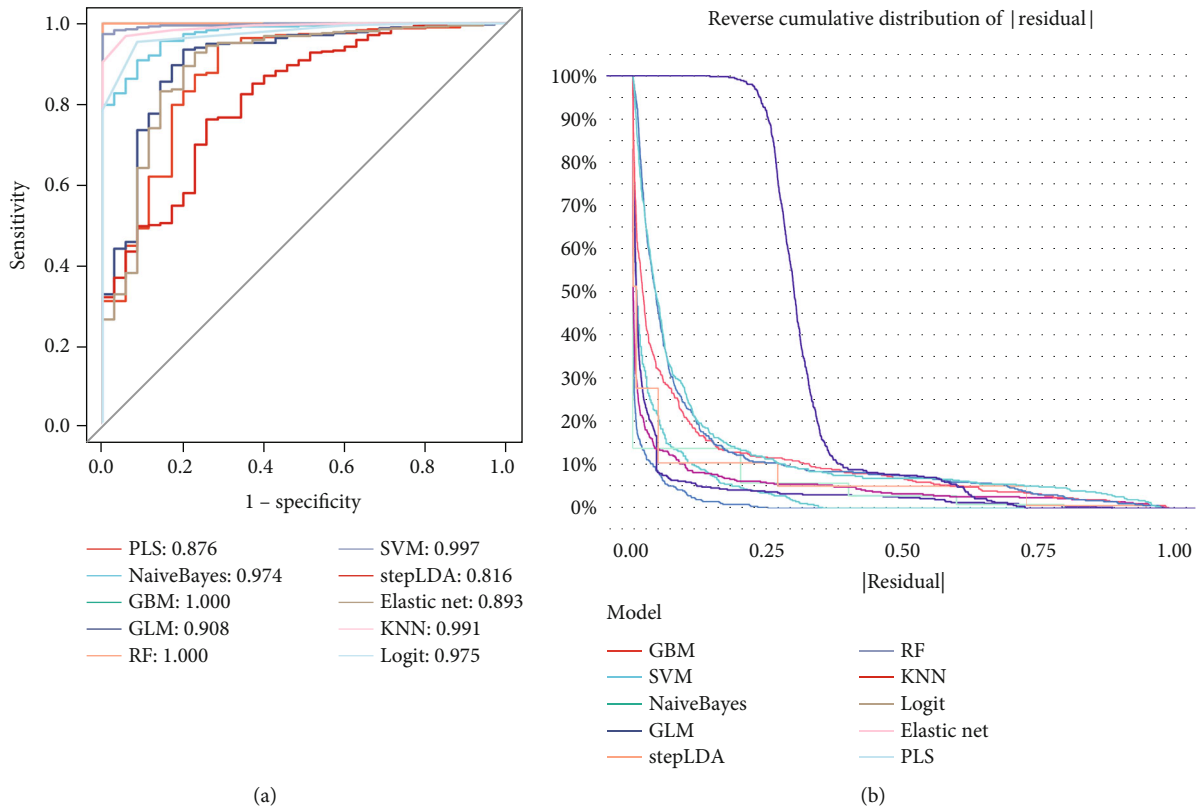 1.0
0.8
0.6
0.4
0.2
0.0
Sensitivity
0.0 0.2 0.4 0.6 0.8 1.0
1 – specificity
PLS: 0.876
NaiveBayes: 0.974
GBM: 1.000
GLM: 0.908
RF: 1.000
SVM: 0.997
stepLDA: 0.816
Elastic net: 0.893
KNN: 0.991
Logit: 0.975
(a)
Reverse cumulative distribution of |residual|
100%
90%
80%
70%
60%
50%
40%
30%
20%
10%
0%
0.00 0.25 0.50 0.75 1.00
|Residual|
Model
GBM
SVM
NaiveBayes
GLM
stepLDA
RF
KNN
Logit
Elastic net
PLS
(b)